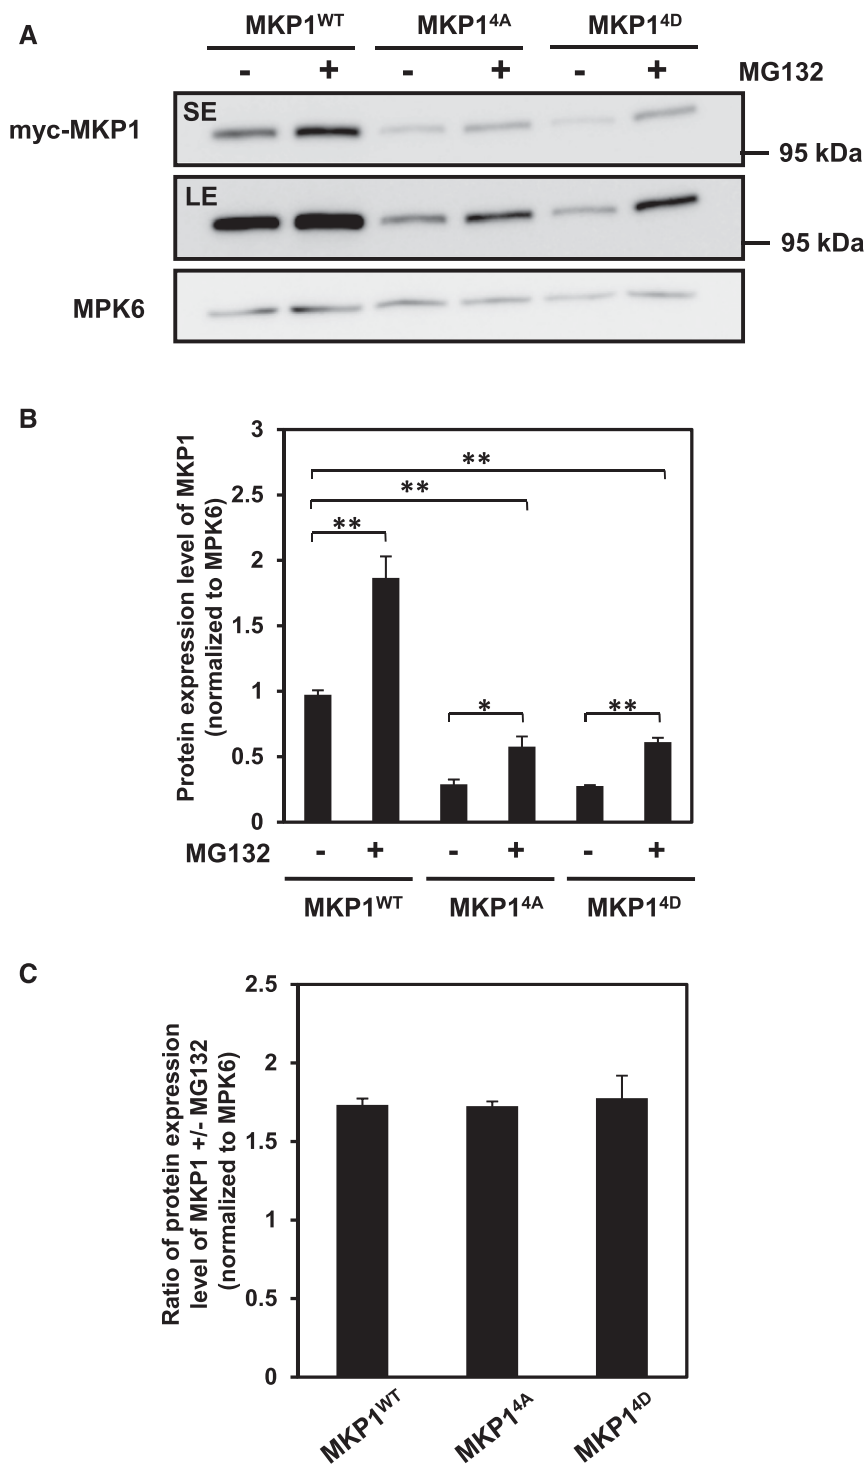 A
MKP1WT MKP14A MKP14D
- + - + - + MG132
myc-MKP1
SE
95 kDa
LE
95 kDa
MPK6
B
Protein expression level of MKP1
(normalized to MPK6)
3
2.5
2
1.5
1
0.5
0
**
**
**
*
**
MG132 - + - + - +
MKP1WT MKP14A MKP14D
C
Ratio of protein expression
level of MKP1 +/- MG132
(normalized to MPK6)
2.5
2
1.5
1
0.5
0
MKP1WT
MKP14A
MKP14D